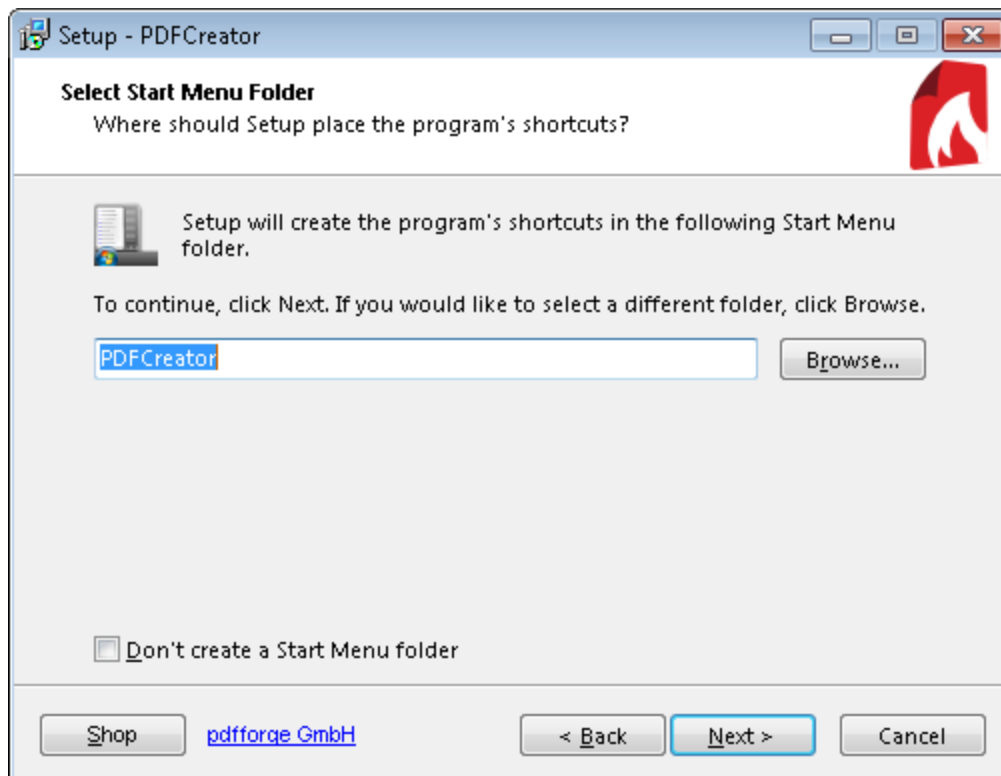 Setup - PDFCreator
Select Start Menu Folder
Where should Setup place the program's shortcuts?
Setup will create the program's shortcuts in the following Start Menu
folder.
To continue, click Next. If you would like to select a different folder, click Browse.
PDFCreator
Browse...
Don't create a Start Menu folder
Shop
pdfforge GmbH
< Back
Next >
Cancel